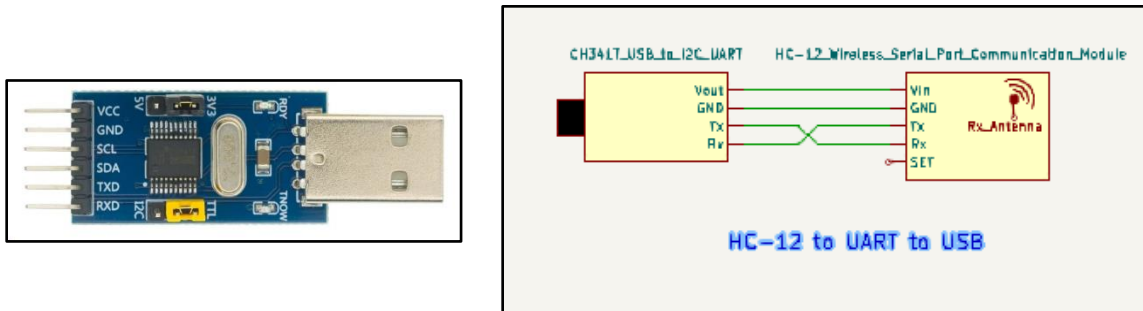 VCC
GND
SCL
SDA
TXD
RXD
5V
3V3
I2C
TTL
RDY
TNOW
CH341T_USB_to_I2C_UART
HC-12_Wireless_Serial_Port_Communication_Module
Vout
GND
Tx
Rx
Vin
GND
Tx
Rx
SET
Rx_Antenna
HC-12 to UART to USB